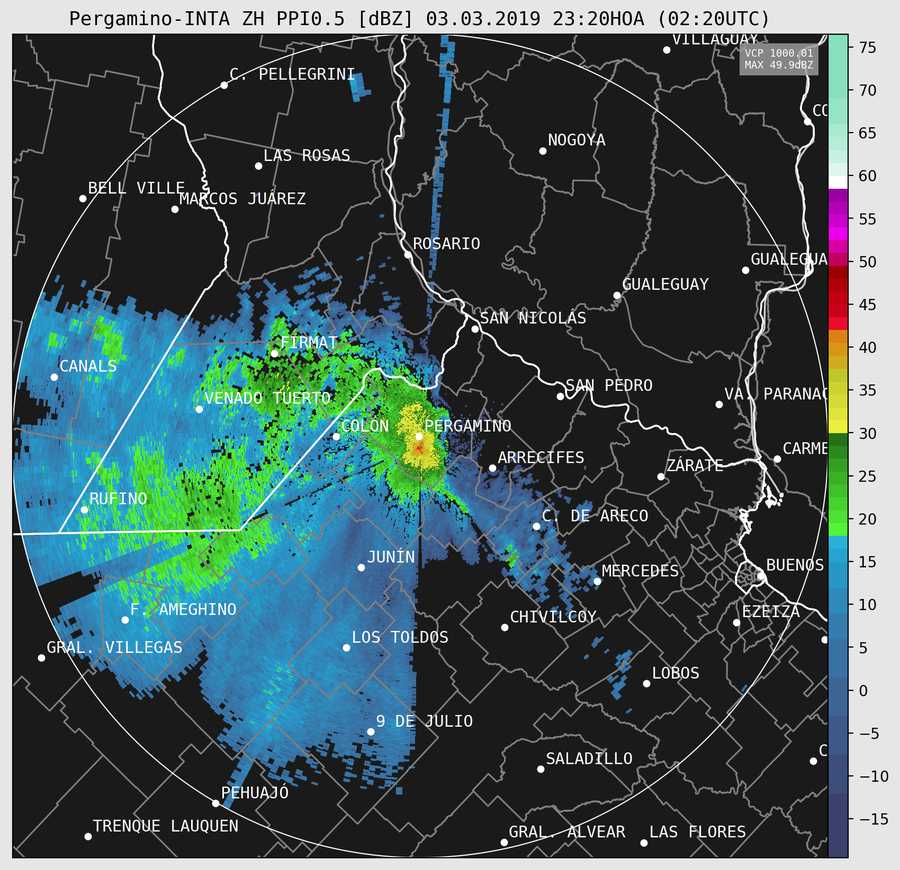 Pergamino-INTA ZH PPI0.5 [dBZ] 03.03.2019 23:20HOA (02:20UTC)
VILLAGUAY
VCP 1000.01
MAX 49.9dBZ
C. PELLEGRINI
CO
NOGOYA
LAS ROSAS
BELL VILLE
MARCOS JUÁREZ
ROSARIO
GUALEGUA
GUALEGUAY
SAN NICOLÁS
FIRMAT
CANALS
SAN PEDRO
VENADO TUERTO
VA. PARANAC
COLÓN
PERGAMINO
CARME
ARRECIFES
ZÁRATE
RUFINO
C. DE ARECO
JUNÍN
MERCEDES
BUENOS
F. AMEGHINO
CHIVILCOY
EZEIZA
LOS TOLDOS
GRAL. VILLEGAS
LOBOS
9 DE JULIO
SALADILLO
C
PEHUAJÓ
TRENQUE LAUQUEN
GRAL. ALVEAR
LAS FLORES
75
70
65
60
55
50
45
40
35
30
25
20
15
10
5
0
−5
−10
−15